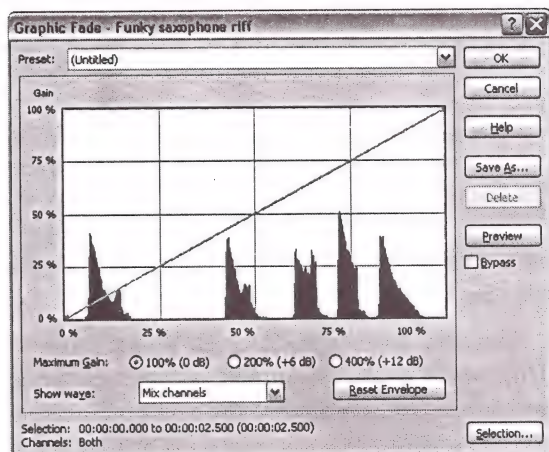 Graphic Fade - Funky saxophone riff
Preset: (Untitled)
OK
Cancel
Help
Save As...
Delete
Preview
Bypass
Gain
100 %
75 %
50 %
25 %
0 %
0 % 25 % 50 % 75 % 100 %
Maximum Gain: 100% (0 dB) 200% (+6 dB) 400% (+12 dB)
Show wave: Mix channels Reset Envelope
Selection: 00:00:00.000 to 00:00:02.500 (00:00:02.500)
Channels: Both
Selection...